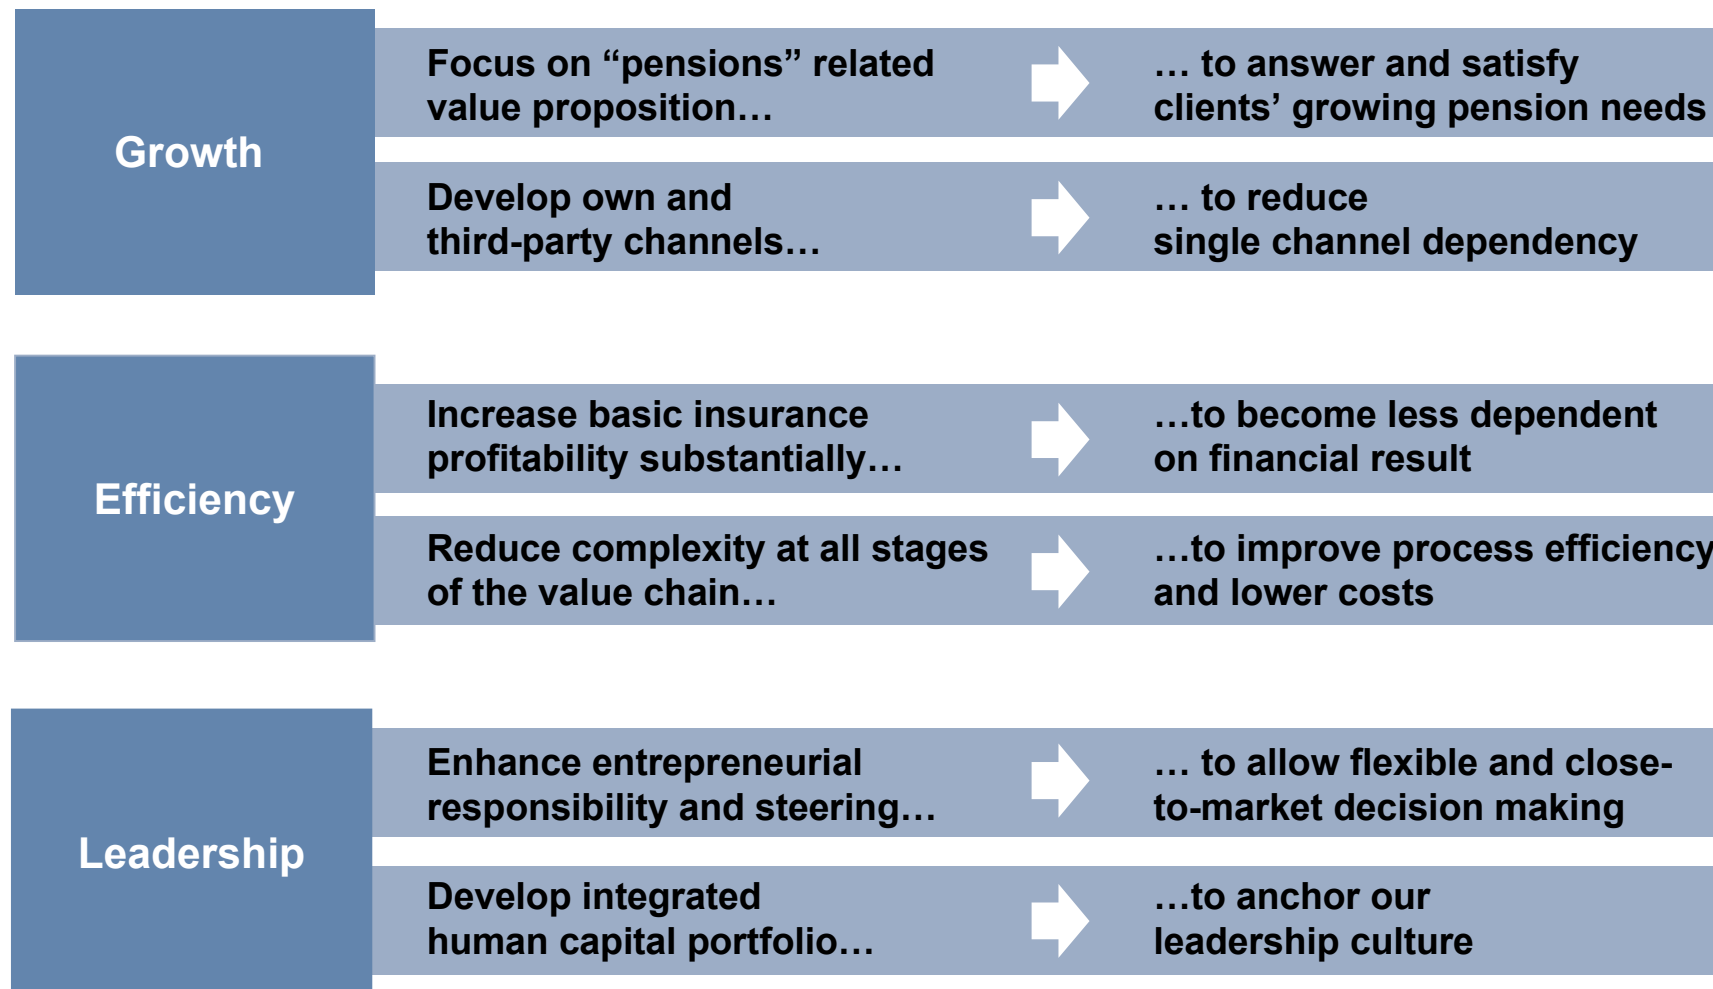 Growth
Focus on “pensions” related
value proposition…
… to answer and satisfy
clients’ growing pension needs
Develop own and
third-party channels…
… to reduce
single channel dependency
Efficiency
Increase basic insurance
profitability substantially…
…to become less dependent
on financial result
Reduce complexity at all stages
of the value chain…
…to improve process efficiency
and lower costs
Leadership
Enhance entrepreneurial
responsibility and steering…
… to allow flexible and close-
to-market decision making
Develop integrated
human capital portfolio…
…to anchor our
leadership culture